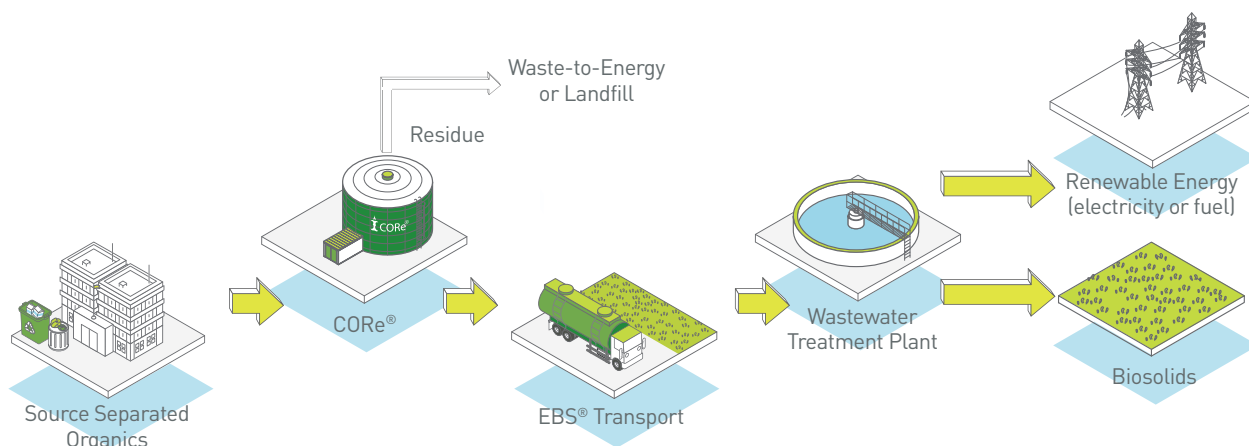 Waste-to-Energy
or Landfill
Residue
CORe®
Renewable Energy
(electricity or fuel)
CORe®
Wastewater
Treatment Plant
Biosolids
Source Separated
Organics
EBS® Transport